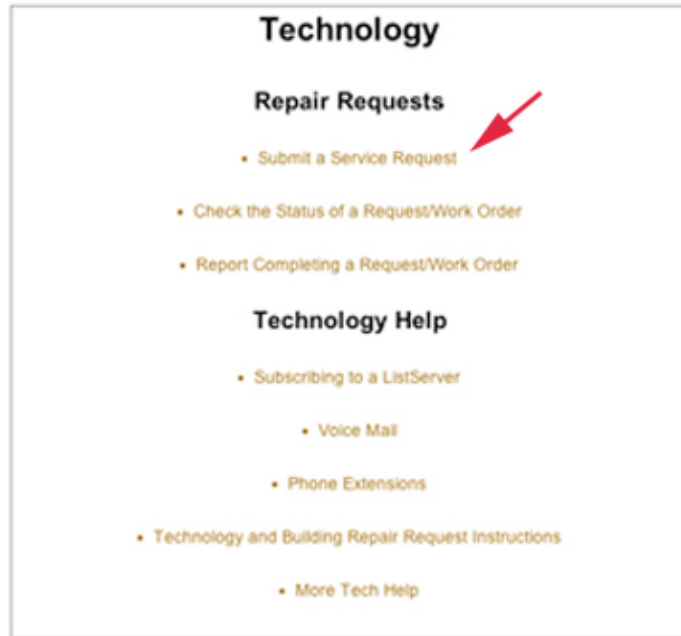 Technology
Repair Requests
• Submit a Service Request
• Check the Status of a Request/Work Order
• Report Completing a Request/Work Order
Technology Help
• Subscribing to a ListServer
• Voice Mail
• Phone Extensions
• Technology and Building Repair Request Instructions
• More Tech Help